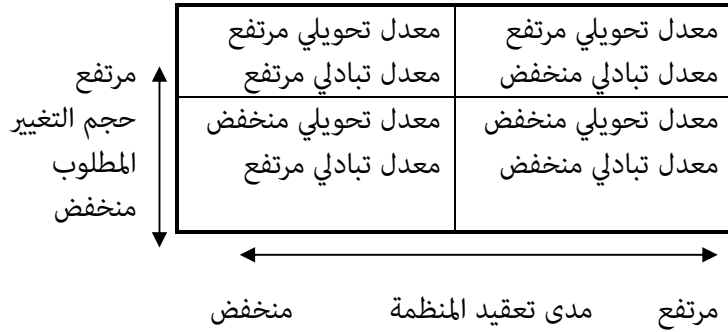 معدل تحويلي مرتفع
معدل تبادلي منخفض
معدل تحويلي مرتفع
معدل تبادلي مرتفع
معدل تحويلي منخفض
معدل تبادلي منخفض
معدل تحويلي منخفض
معدل تبادلي مرتفع
مرتفع
حجم التغيير
المطلوب
منخفض
مرتفع مدى تعقيد المنظمة منخفض